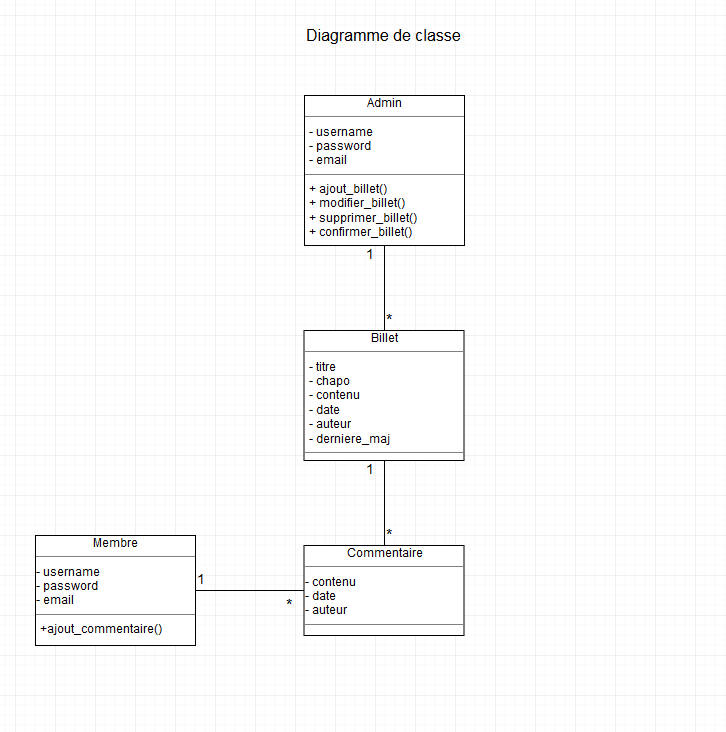 Diagramme de classe
Admin
- username
- password
- email
+ ajout_billet()
+ modifier_billet()
+ supprimer_billet()
+ confirmer_billet()
1
*
Billet
- titre
- chapo
- contenu
- date
- auteur
- derniere_maj
1
*
Membre
- username
- password
- email
+ajout_commentaire()
1
*
Commentaire
- contenu
- date
- auteur